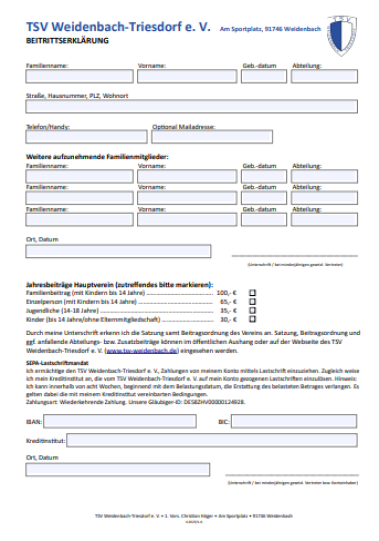 TSV Weidenbach-Triesdorf e. V. Am Sportplatz, 91746 Weidenbach
BEITRITTSERKLÄRUNG
Familienname: Vorname: Geb.-datum Abteilung:
Straße, Hausnummer, PLZ, Wohnort
Telefon/Handy: Optional Mailadresse:
Weitere aufzunehmende Familienmitglieder:
Familienname: Vorname: Geb.-datum Abteilung:
Familienname: Vorname: Geb.-datum Abteilung:
Familienname: Vorname: Geb.-datum Abteilung:
Ort, Datum
(Unterschrift / bei minderjährigen gesetzl. Vertreter)
Jahresbeiträge Hauptverein (zutreffendes bitte markieren):
Familienbeitrag (mit Kindern bis 14 Jahre) 100,- €
Einzelperson (mit Kindern bis 14 Jahre) 65,- €
Jugendliche (14-18 Jahre) 35,- €
Kinder (bis 14 Jahre/ohne Elternmitgliedschaft) 30,- €
Durch meine Unterschrift erkenne ich die Satzung samt Beitragsordnung des Vereins an. Satzung, Beitragsordnung und
ggf. anfallende Abteilungs- bzw. Zusatzbeiträge können im öffentlichen Aushang oder auf der Webseite des TSV
Weidenbach-Triesdorf e. V. (www.tsv-weidenbach.de) eingesehen werden.
SEPA-Lastschriftmandat
Ich ermächtige den TSV Weidenbach-Triesdorf e. V., Zahlungen von meinem Konto mittels Lastschrift einzuziehen. Zugleich weise
ich mein Kreditinstitut an, die vom TSV Weidenbach-Triesdorf e. V. auf mein Konto gezogenen Lastschriften einzulösen. Hinweis:
Ich kann innerhalb von acht Wochen, beginnend mit dem Belastungsdatum, die Erstattung des belasteten Betrages verlangen. Es
gelten dabei die mit meinem Kreditinstitut vereinbarten Bedingungen.
Zahlungsart: Wiederkehrende Zahlung. Unsere Gläubiger-ID:
IBAN: BIC:
Kreditinstitut:
Ort, Datum
(Unterschrift / bei minderjährigen gesetzl. Vertreter bzw. Kontoinhaber)
TSV Weidenbach-Triesdorf e. V. • 1. Vors. Christian Höger • Am Sportplatz • 91746 Weidenbach